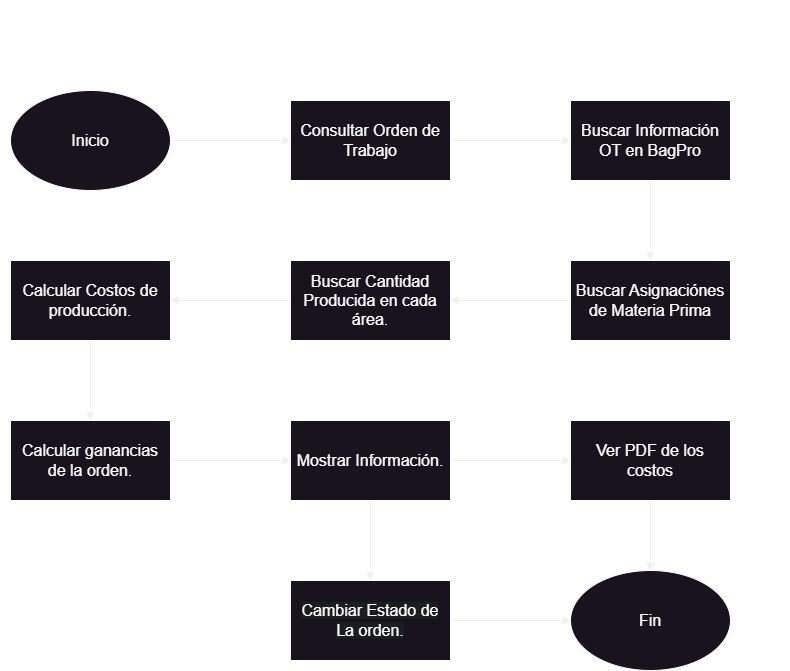 Inicio
Consultar Orden de
Trabajo
Buscar Información
OT en BagPro
Calcular Costos de
producción.
Buscar Cantidad
Producida en cada
área.
Buscar Asignaciónes
de Materia Prima
Calcular ganancias
de la orden.
Mostrar Información.
Ver PDF de los
costos
Cambiar Estado de
La orden.
Fin